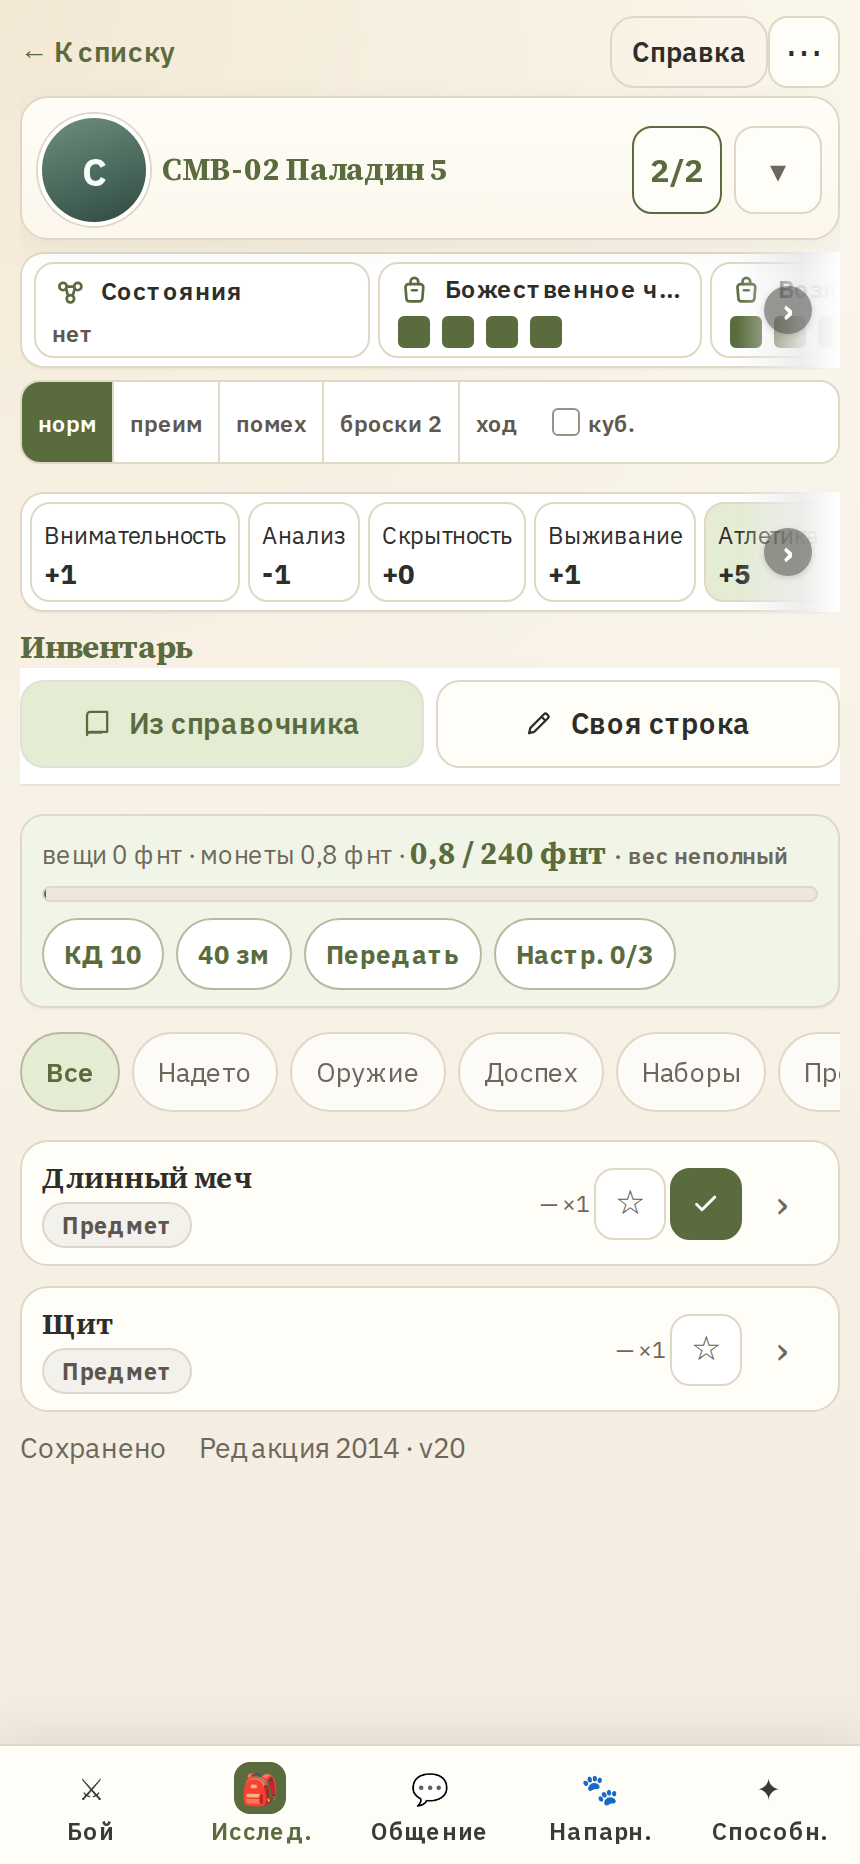 ← К списку
Справка
...
С
СМВ-02 Паладин 5
2/2
Состояния
нет
Божественное ч...
норм
преим
помех
броски 2
ход
куб.
Внимательность
+1
Анализ
-1
Скрытность
+0
Выживание
+1
Атлетика
+5
Инвентарь
Из справочника
Своя строка
вещи 0 фнт · монеты 0,8 фнт · 0,8 / 240 фнт · вес неполный
КД 10
40 зм
Передать
Настр. 0/3
Все
Надето
Оружие
Доспех
Наборы
Длинный меч
Предмет
— ×1
Щит
Предмет
— ×1
Сохранено Редакция 2014 · v20
Бой
Исслед.
Общение
Напарн.
Способн.